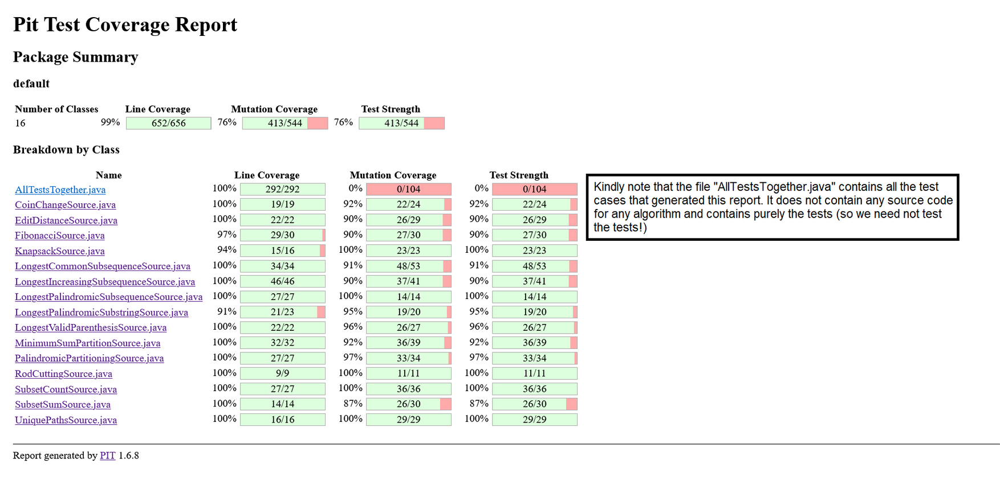 Pit Test Coverage Report
Package Summary
default
Number of Classes Line Coverage Mutation Coverage Test Strength
16 99% 652/656 76% 413/544 76% 413/544
Breakdown by Class
Name Line Coverage Mutation Coverage Test Strength
AllTestsTogether.java 100% 292/292 0% 0/104 0% 0/104
CoinChangeSource.java 100% 19/19 92% 22/24 92% 22/24
EditDistanceSource.java 100% 22/22 90% 26/29 90% 26/29
FibonacciSource.java 97% 29/30 90% 27/30 90% 27/30
KnapsackSource.java 94% 15/16 100% 23/23 100% 23/23
LongestCommonSubsequenceSource.java 100% 34/34 91% 48/53 91% 48/53
LongestIncreasingSubsequenceSource.java 100% 46/46 90% 37/41 90% 37/41
LongestPalindromicSubsequenceSource.java 100% 27/27 100% 14/14 100% 14/14
LongestPalindromicSubstringSource.java 91% 21/23 95% 19/20 95% 19/20
LongestValidParenthesisSource.java 100% 22/22 96% 26/27 96% 26/27
MinimumSumPartitionSource.java 100% 32/32 92% 36/39 92% 36/39
PalindromicPartitioningSource.java 100% 27/27 97% 33/34 97% 33/34
RodCuttingSource.java 100% 9/9 100% 11/11 100% 11/11
SubsetCountSource.java 100% 27/27 100% 36/36 100% 36/36
SubsetSumSource.java 100% 14/14 87% 26/30 87% 26/30
UniquePathsSource.java 100% 16/16 100% 29/29 100% 29/29
Kindly note that the file "AllTestsTogether.java" contains all the test
cases that generated this report. It does not contain any source code
for any algorithm and contains purely the tests (so we need not test
the tests!)
Report generated by PIT 1.6.8